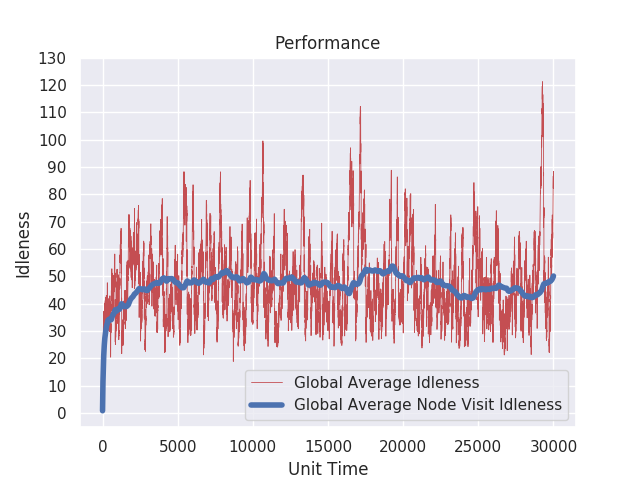 Performance
130
120
110
100
90
80
70
60
50
40
30
20
10
0
Idleness
Global Average Idleness
Global Average Node Visit Idleness
0 5000 10000 15000 20000 25000 30000
Unit Time